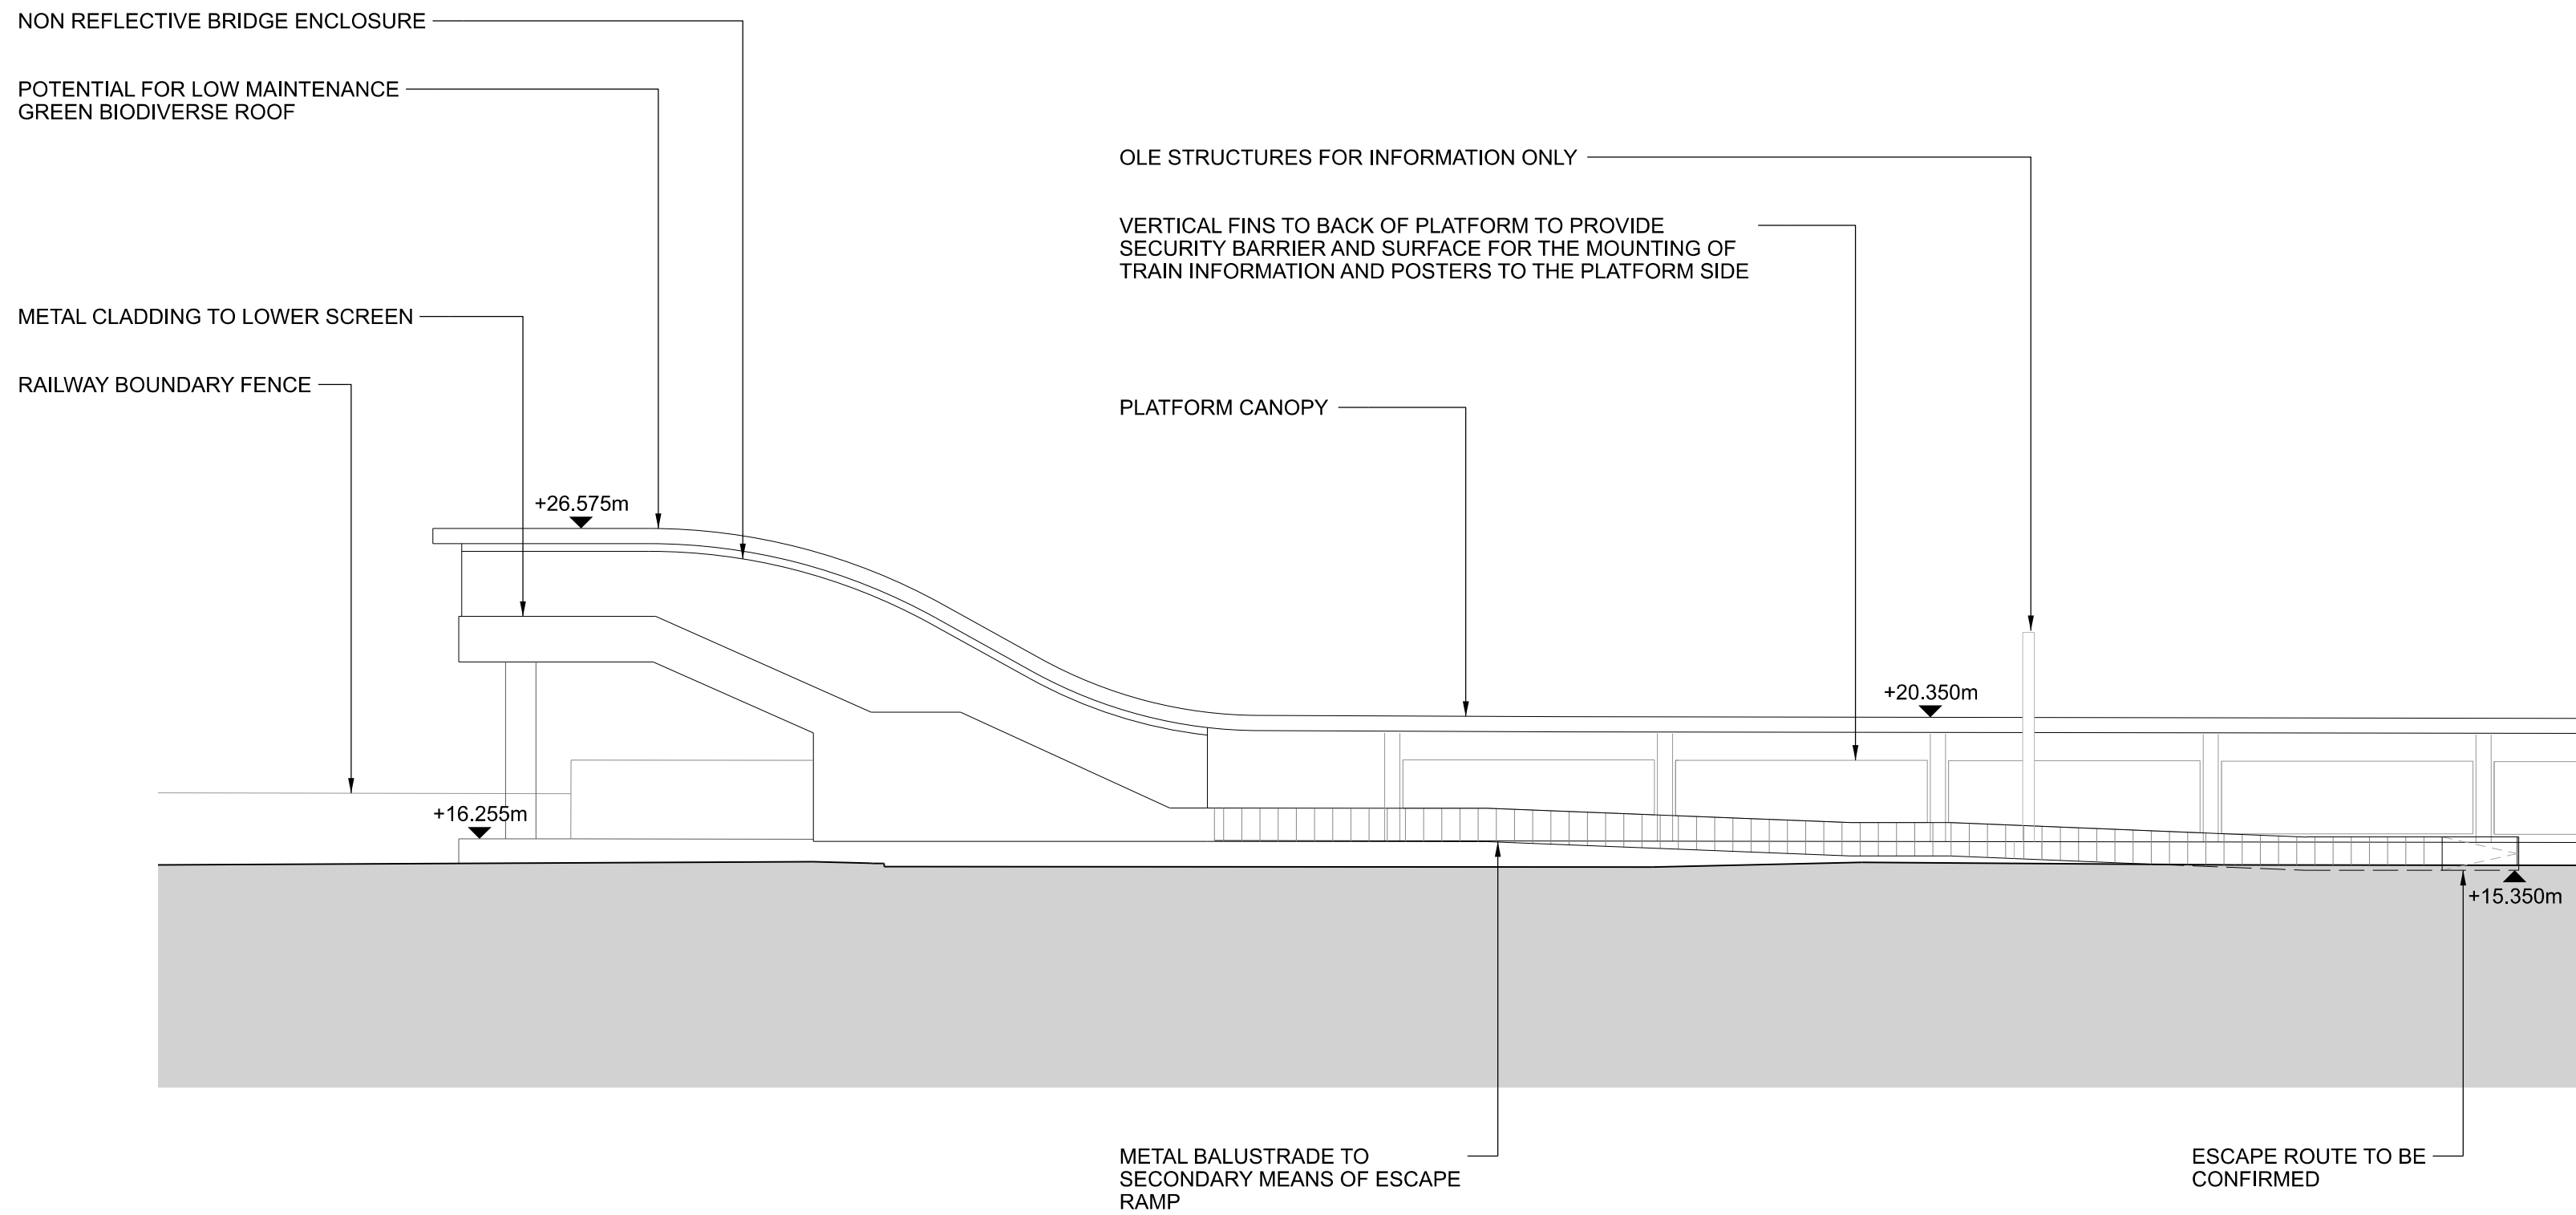 NON REFLECTIVE BRIDGE ENCLOSURE
POTENTIAL FOR LOW MAINTENANCE
GREEN BIODIVERSE ROOF
OLE STRUCTURES FOR INFORMATION ONLY
VERTICAL FINS TO BACK OF PLATFORM TO PROVIDE
SECURITY BARRIER AND SURFACE FOR THE MOUNTING OF
TRAIN INFORMATION AND POSTERS TO THE PLATFORM SIDE
METAL CLADDING TO LOWER SCREEN
RAILWAY BOUNDARY FENCE
PLATFORM CANOPY
+26.575m
+20.350m
+16.255m
+15.350m
METAL BALUSTRADE TO
SECONDARY MEANS OF ESCAPE
RAMP
ESCAPE ROUTE TO BE
CONFIRMED